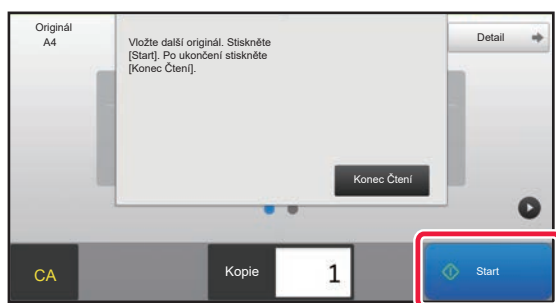 Originál
A4
Vložte další originál. Stiskněte
[Start]. Po ukončení stiskněte
[Konec Čtení].
Detail
Konec Čtení
CA
Kopie
1
Start